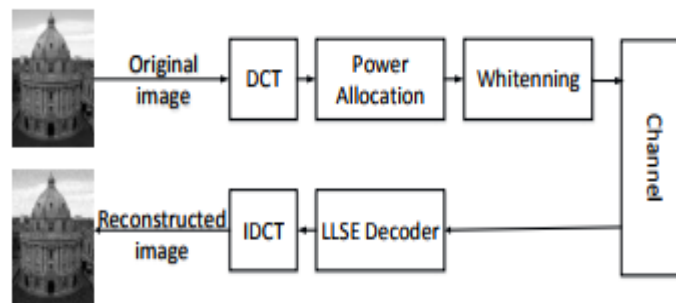 Original
image
DCT
Power
Allocation
Whitenning
Channel
Reconstructed
image
IDCT
LLSE Decoder